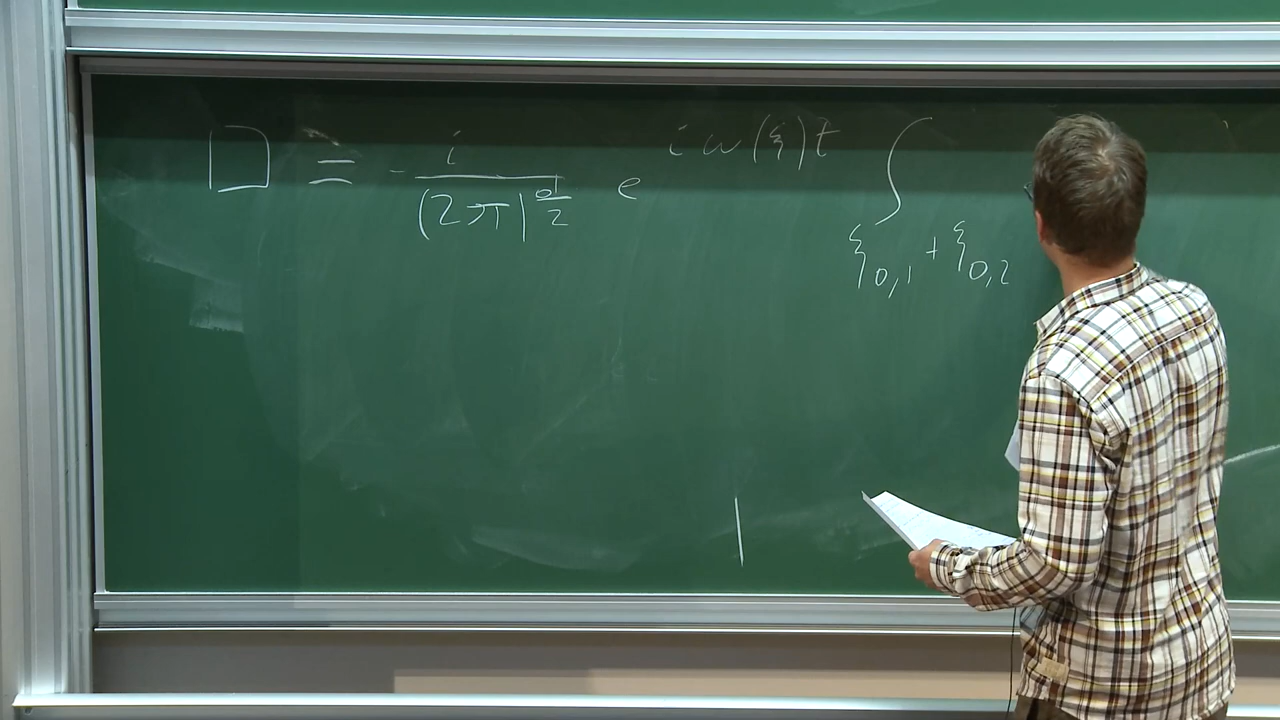 □ = - i/(2π)^{d/2} e^{iω(ξ)t} ∫_{ξ_{0,1} + ξ_{0,2}}